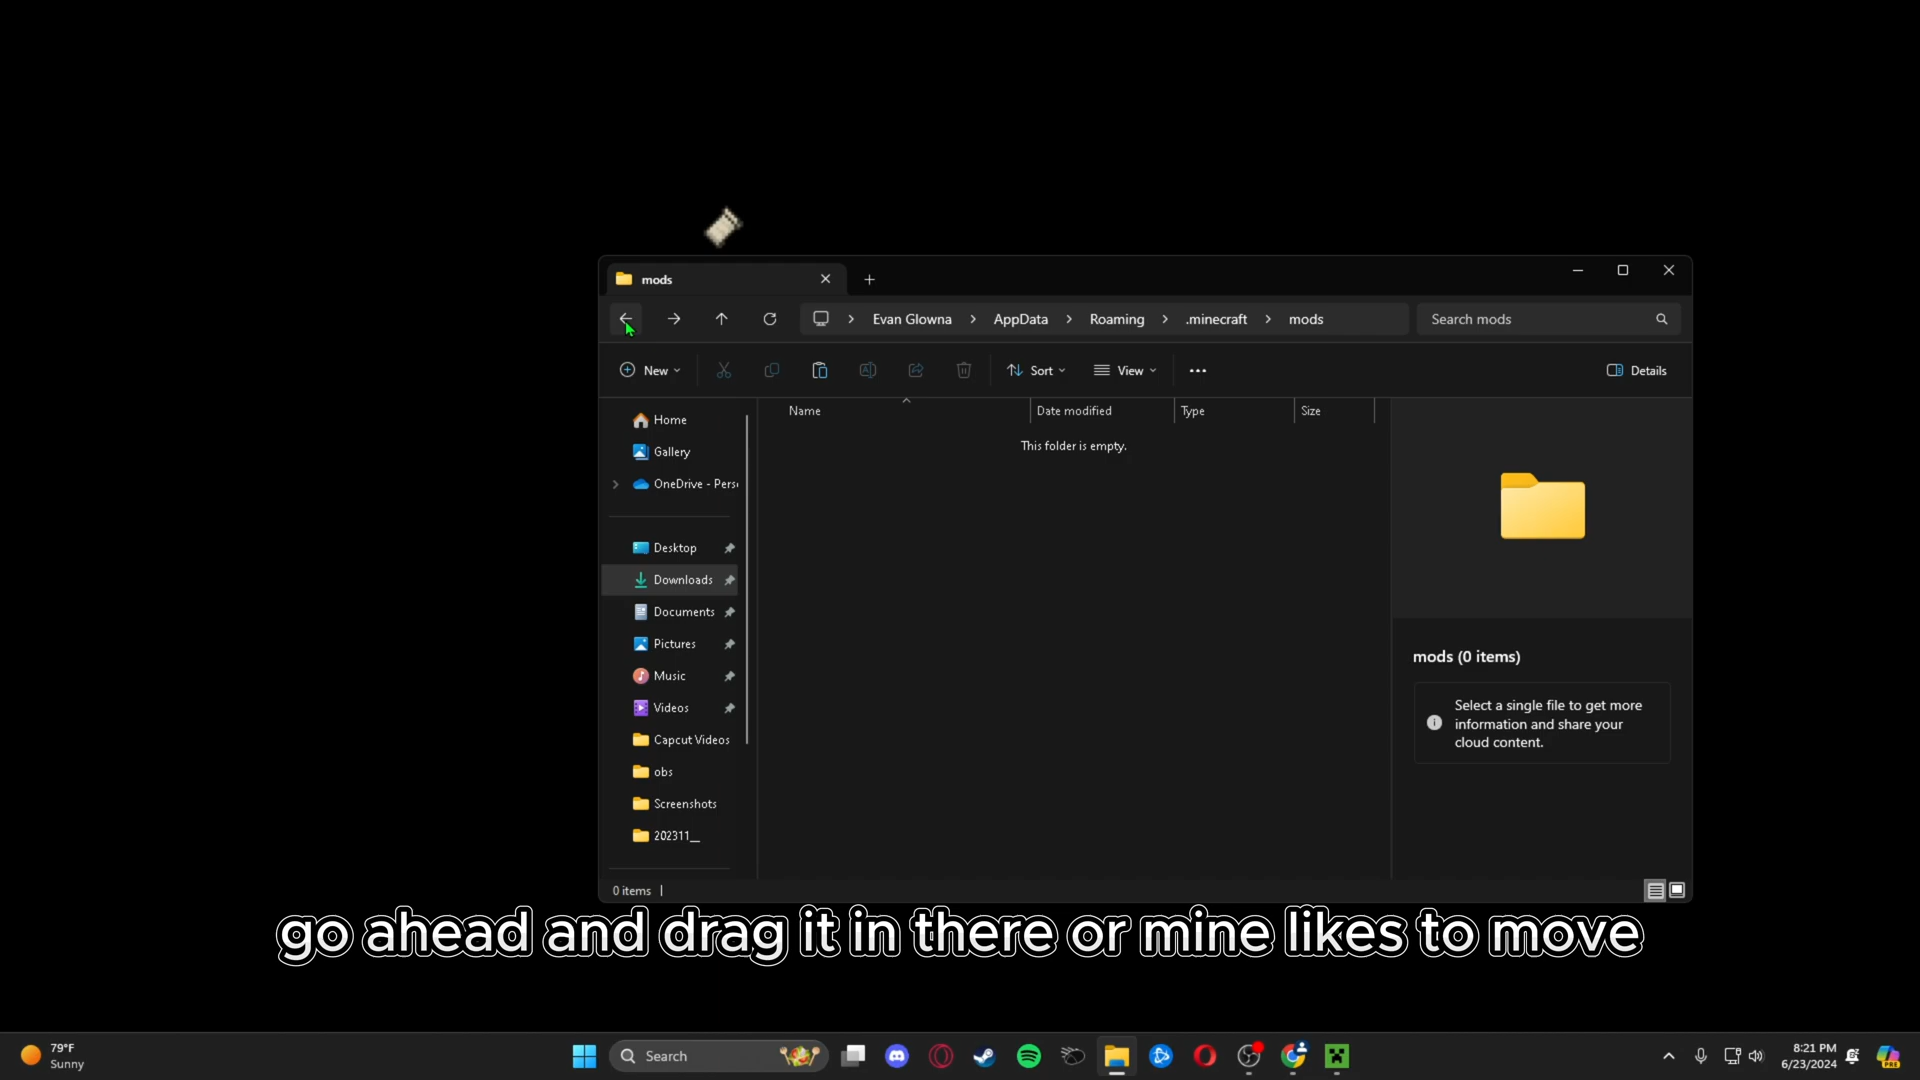 mods
Evan Glowna > AppData > Roaming > .minecraft > mods
Search mods
New
Sort
View
Details
Name
Date modified
Type
Size
This folder is empty.
Home
Gallery
OneDrive - Pers
Desktop
Downloads
Documents
Pictures
Music
Videos
Capcut Videos
obs
Screenshots
202311__
mods (0 items)
Select a single file to get more
information and share your
cloud content.
0 items
go ahead and drag it in there or mine likes to move
79°F
Sunny
Search
8:21 PM
6/23/2024
PRE